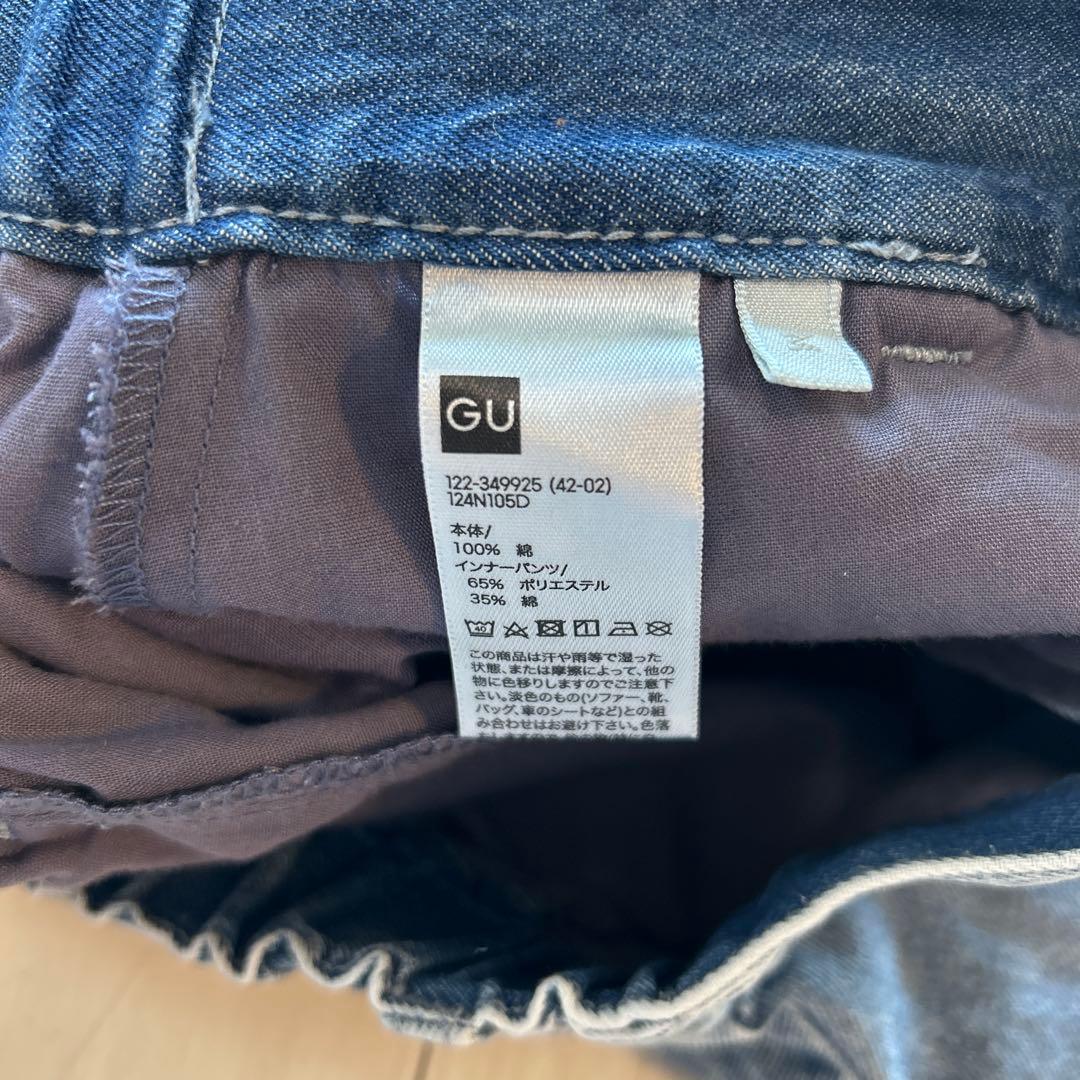 GU
122-349925 (42-02)
124N105D
本体/
100% 綿
インナーパンツ/
65% ポリエステル
35% 綿
40
この商品は汗や雨等で湿った
状態、または摩擦によって、他の
物に色移りしますのでご注意下
さい。淡色のもの(ソファー、靴、
バッグ、車のシートなど)との組
み合わせはお避け下さい。色落